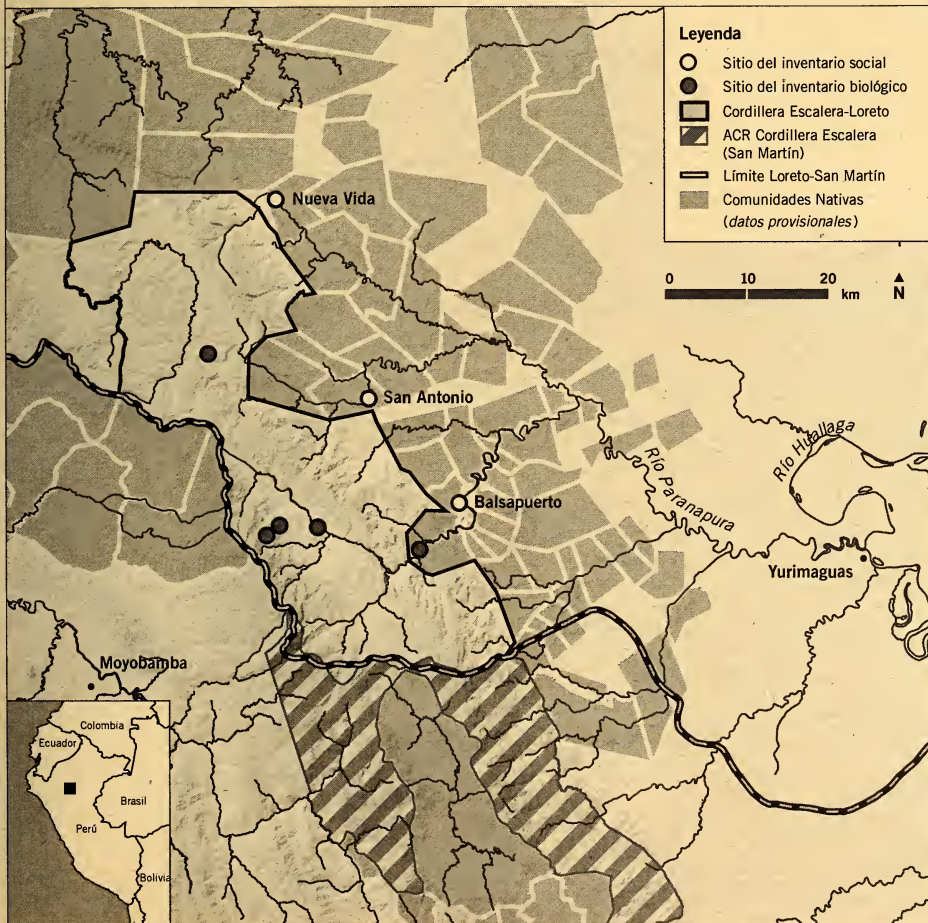 Leyenda
Sitio del inventario social
Sitio del inventario biológico
Cordillera Escalera-Loreto
ACR Cordillera Escalera
(San Martín)
Límite Loreto-San Martín
Comunidades Nativas
(datos provisionales)
0 10 20
km
N
Nueva Vida
San Antonio
Balsapuerto
Río Paranapura
Río Huallaga
Yurimaguas
Moyobamba
Colombia
Ecuador
Brasil
Perú
Bolivia